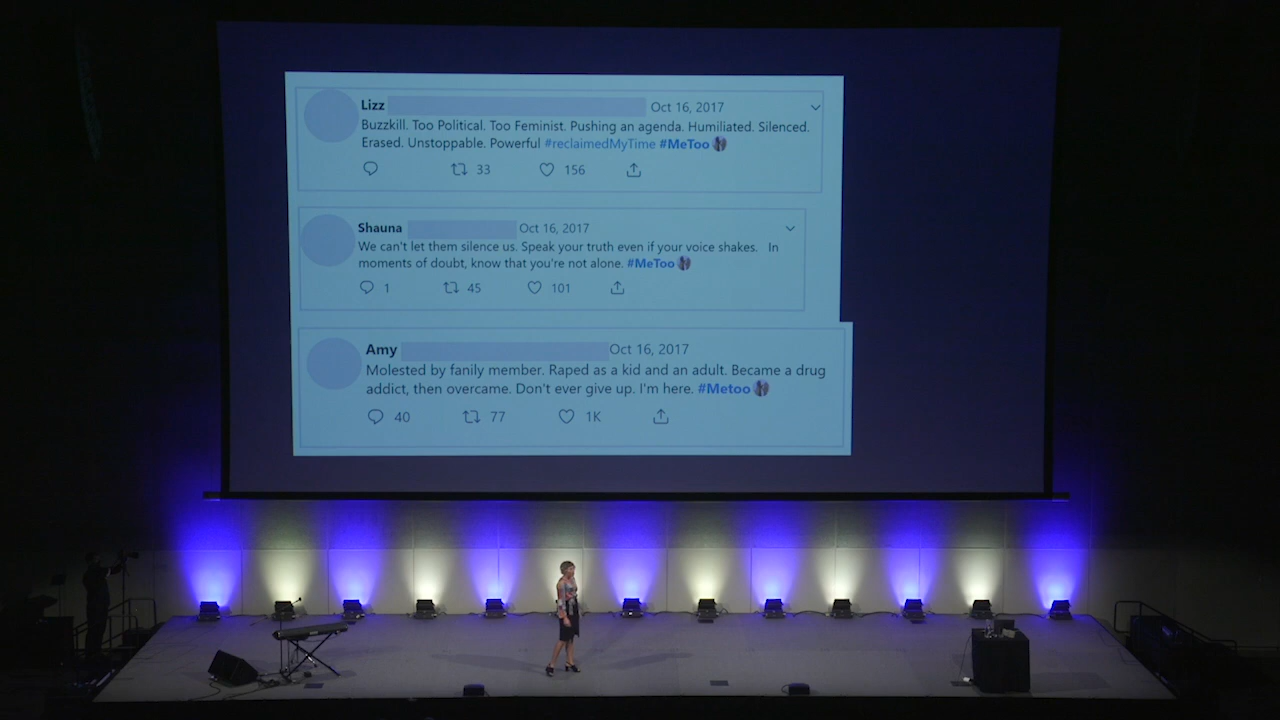 Lizz Oct 16, 2017
Buzzkill. Too Political. Too Feminist. Pushing an agenda. Humiliated. Silenced.
Erased. Unstoppable. Powerful #reclaimedMyTime #MeToo
33 156
Shauna Oct 16, 2017
We can't let them silence us. Speak your truth even if your voice shakes. In
moments of doubt, know that you're not alone. #MeToo
1 45 101
Amy Oct 16, 2017
Molested by fanily member. Raped as a kid and an adult. Became a drug
addict, then overcame. Don't ever give up. I'm here. #Metoo
40 77 1K